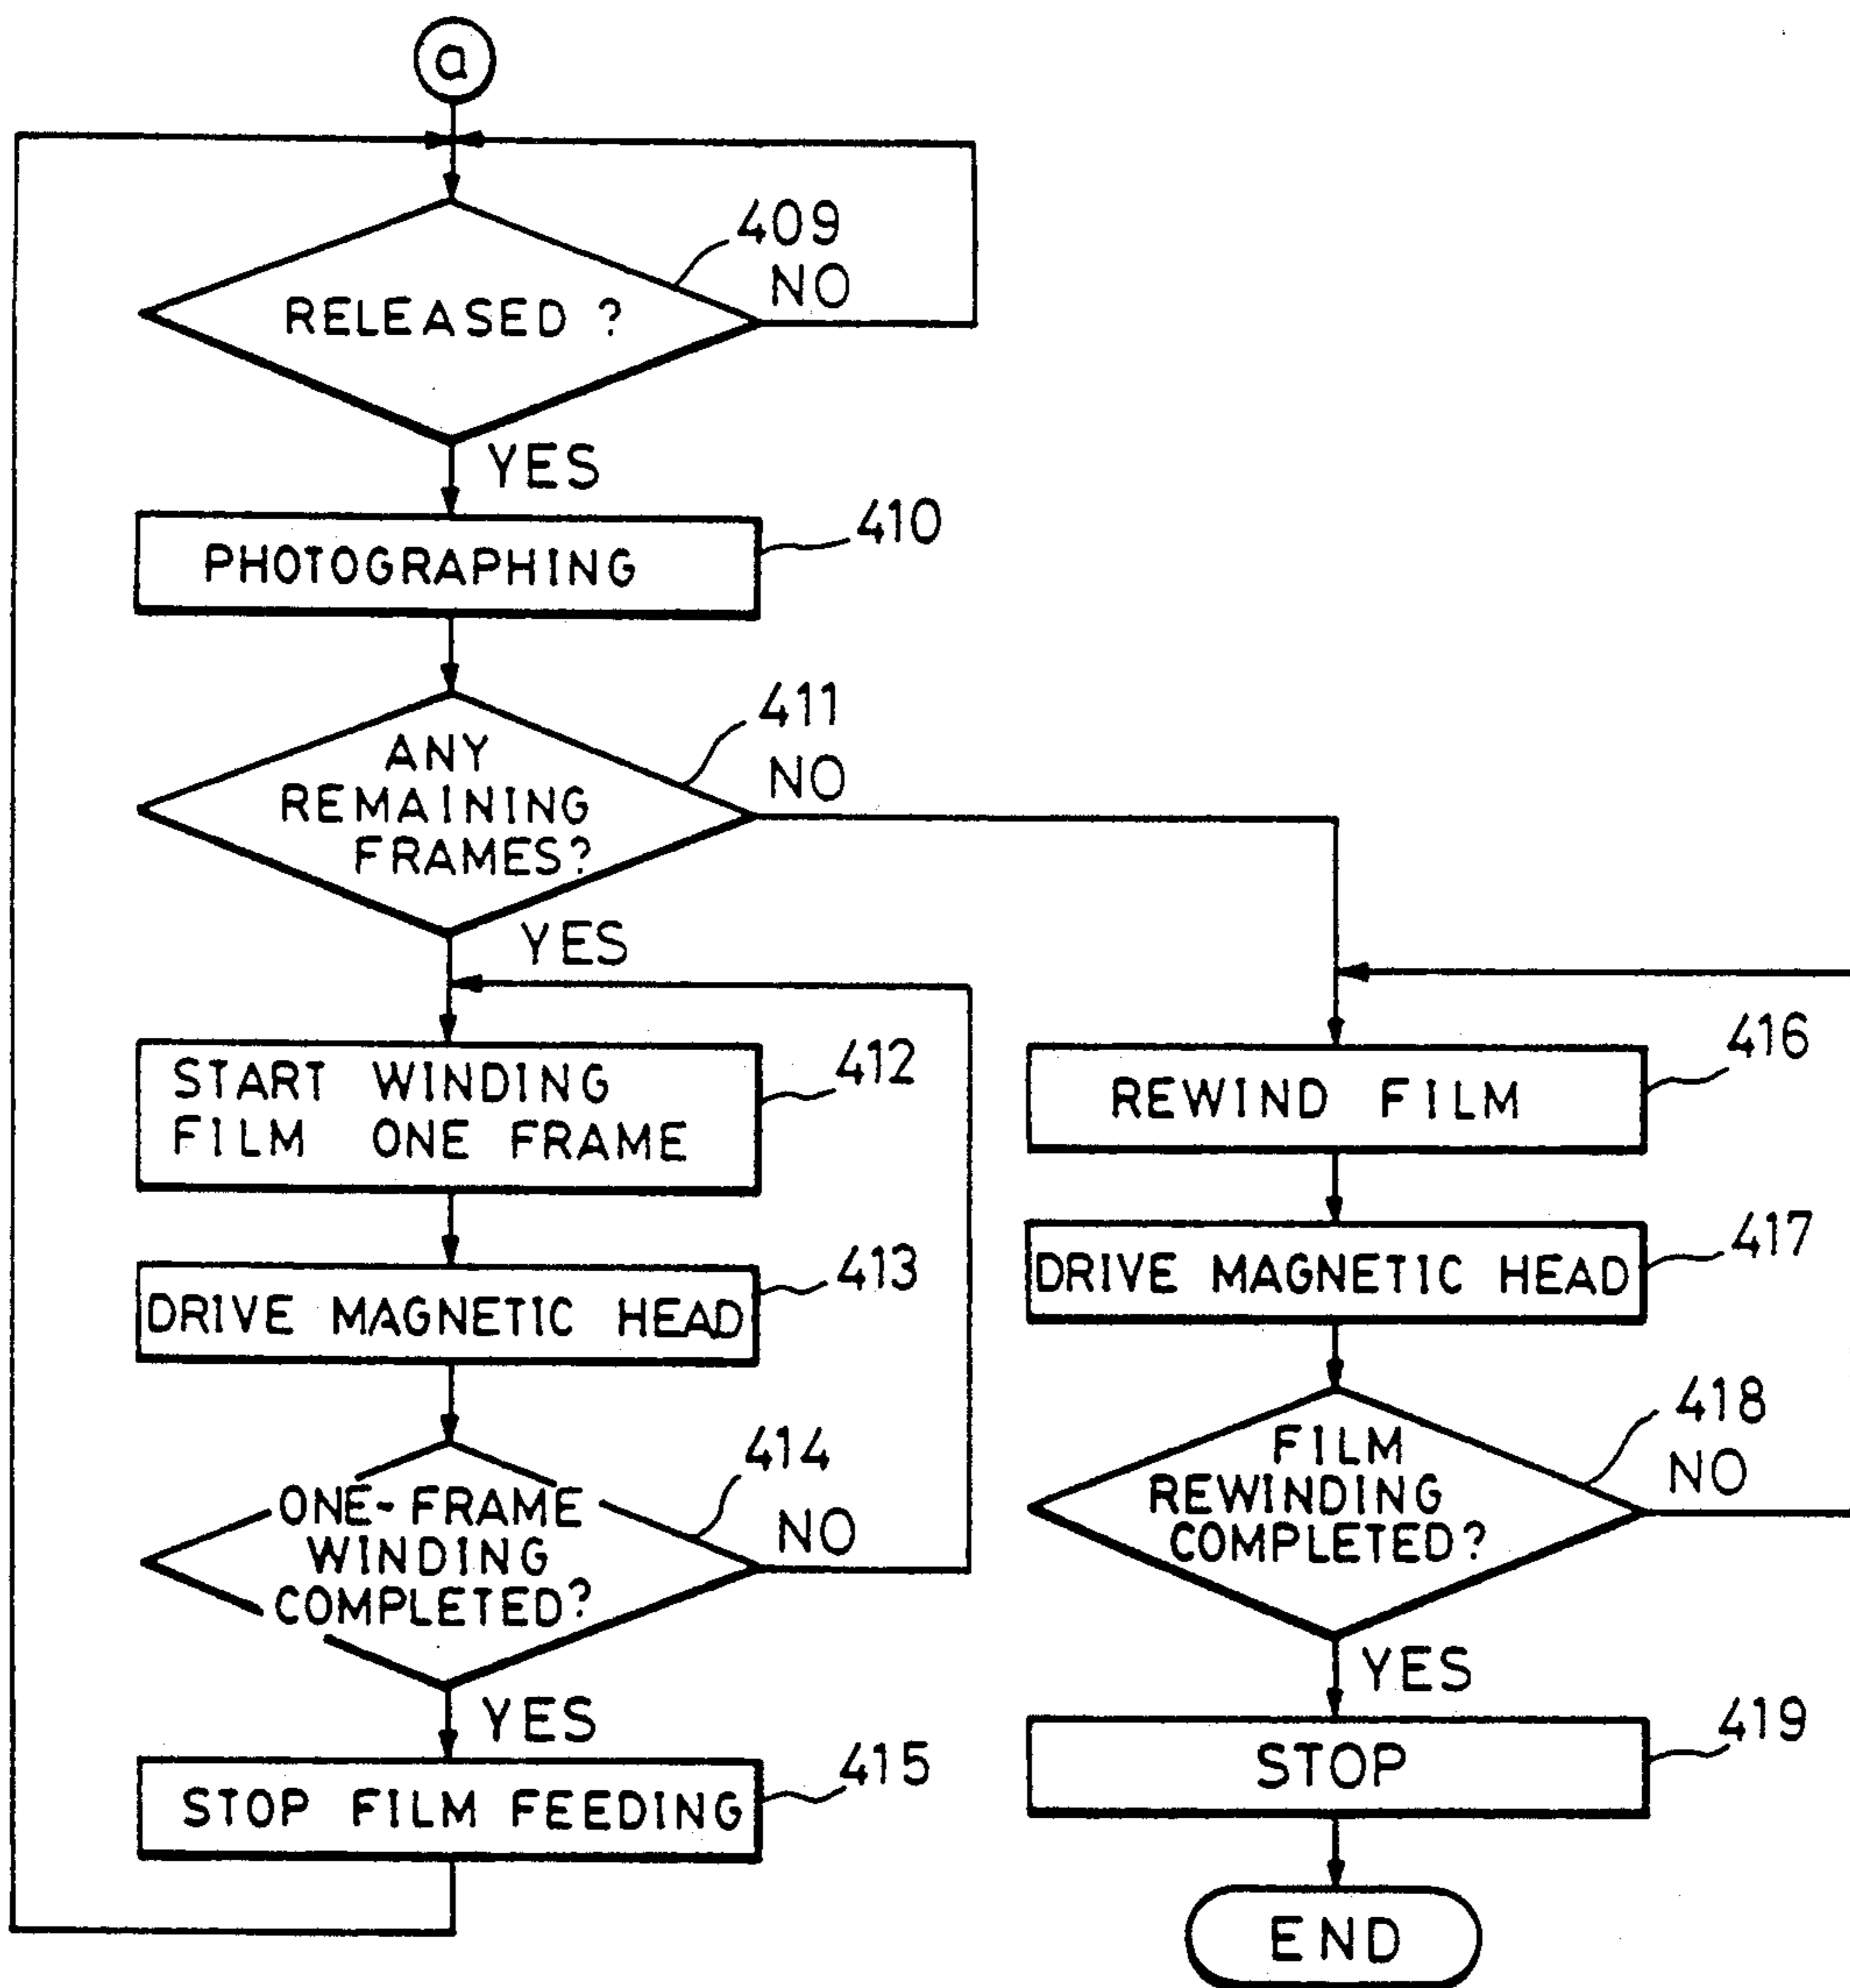 a
409
NO
RELEASED ?
YES
410
PHOTOGRAPHING
411
NO
ANY
REMAINING
FRAMES?
YES
412
START WINDING
FILM ONE FRAME
413
DRIVE MAGNETIC HEAD
414
NO
ONE-FRAME
WINDING
COMPLETED?
YES
415
STOP FILM FEEDING
416
REWIND FILM
417
DRIVE MAGNETIC HEAD
418
NO
FILM
REWINDING
COMPLETED?
YES
419
STOP
END